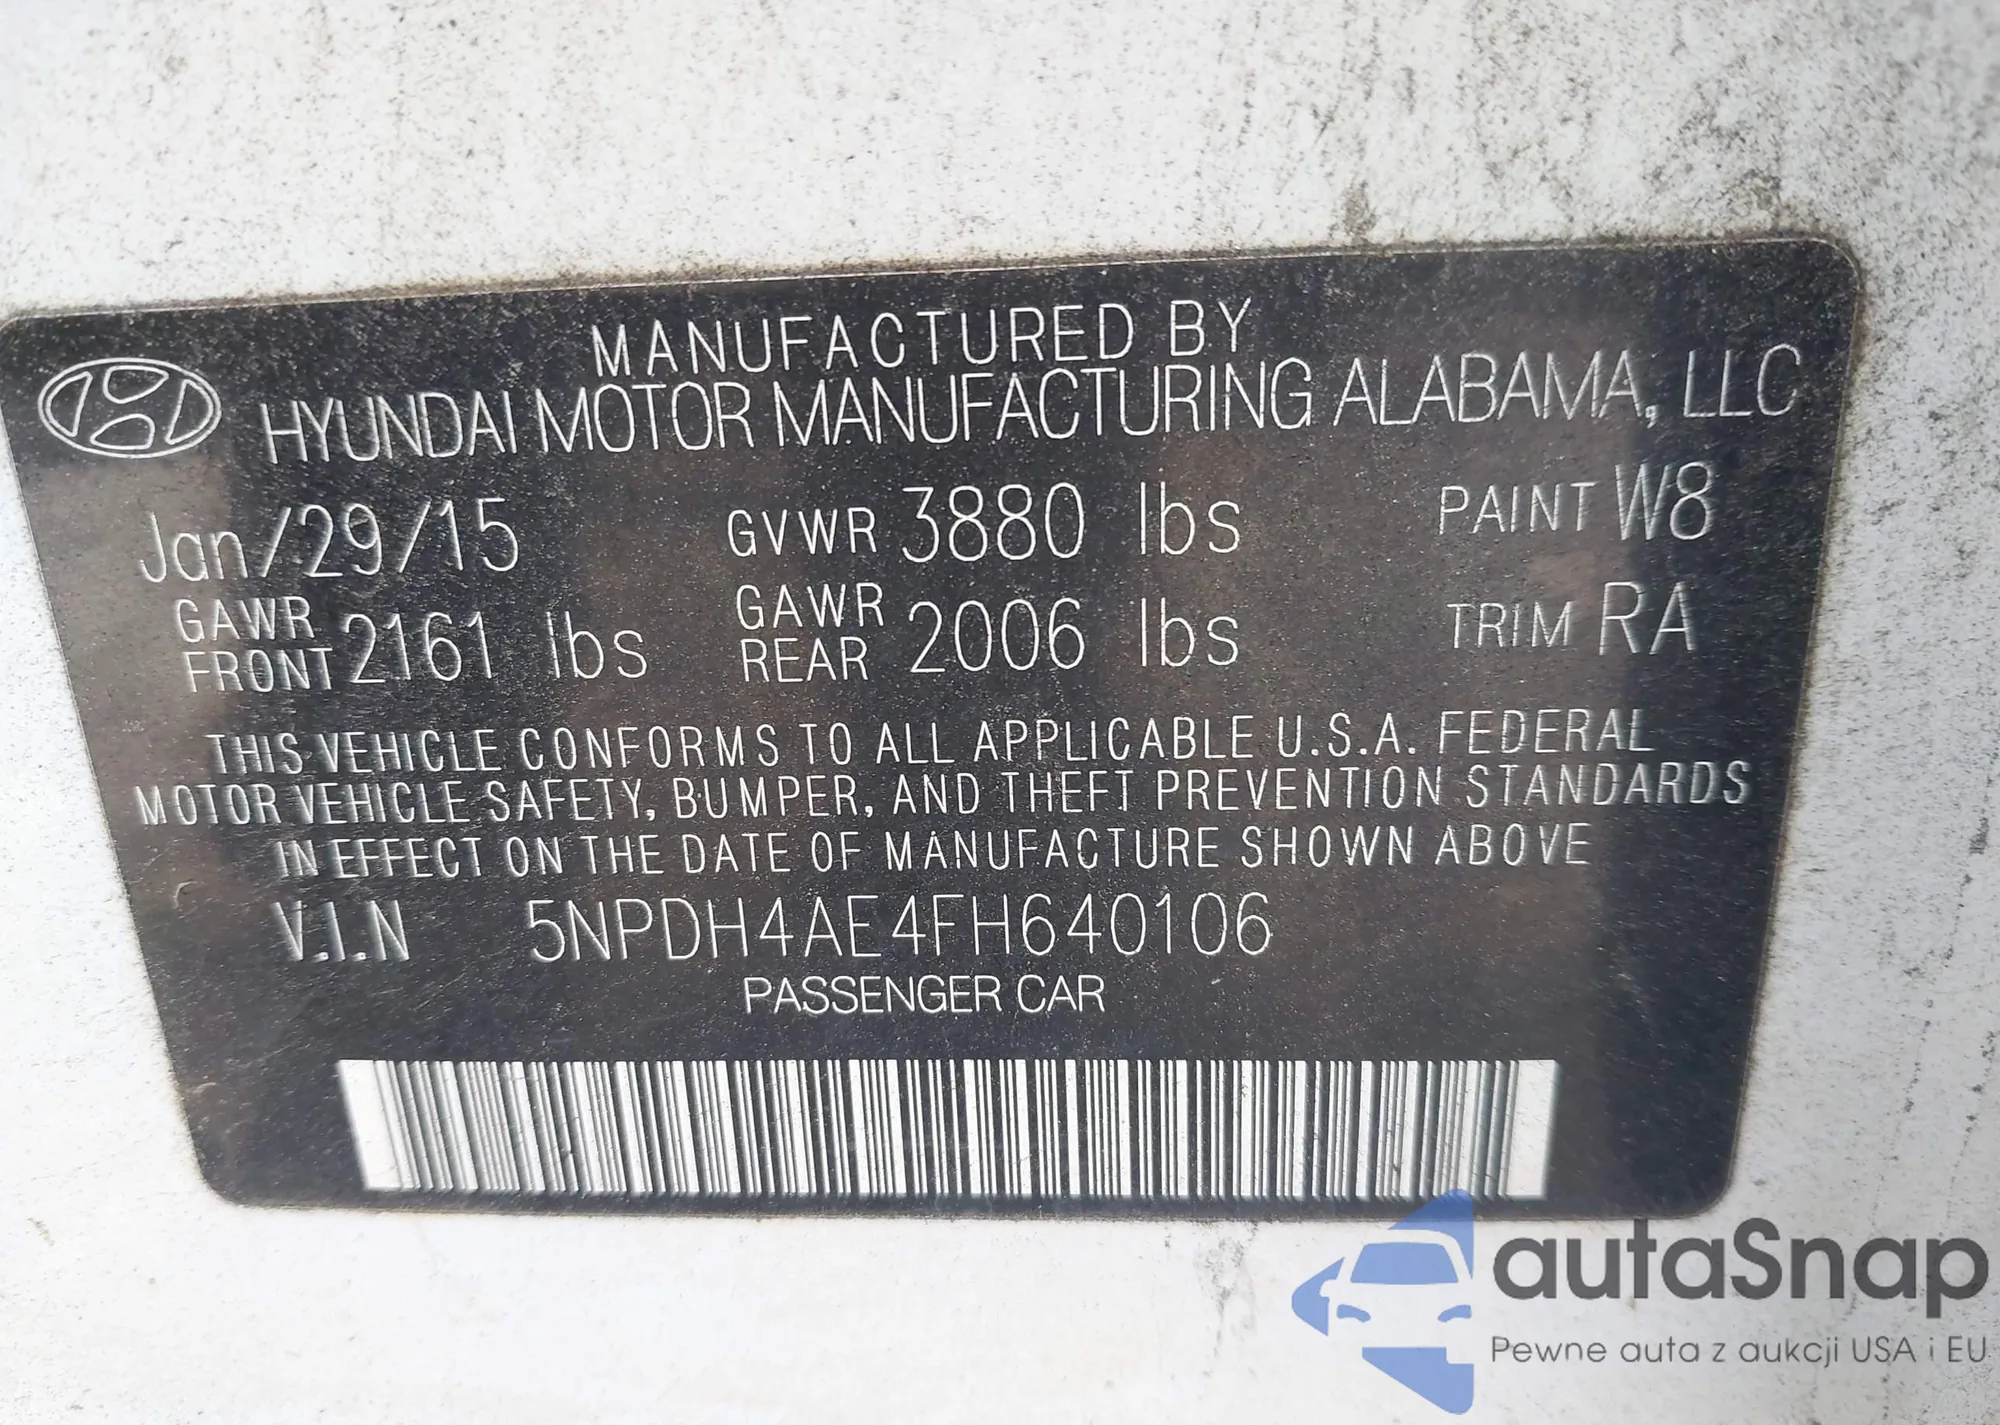 MANUFACTURED BY
HYUNDAI MOTOR MANUFACTURING ALABAMA, LLC
Jan/29/15 GVWR 3880 lbs PAINT W8
GAWR FRONT 2161 lbs GAWR REAR 2006 lbs TRIM RA
THIS VEHICLE CONFORMS TO ALL APPLICABLE U.S.A. FEDERAL
MOTOR VEHICLE SAFETY, BUMPER, AND THEFT PREVENTION STANDARDS
IN EFFECT ON THE DATE OF MANUFACTURE SHOWN ABOVE
V.I.N 5NPDH4AE4FH640106
PASSENGER CAR
autaSnap
Pewne auta z aukcji USA i EU